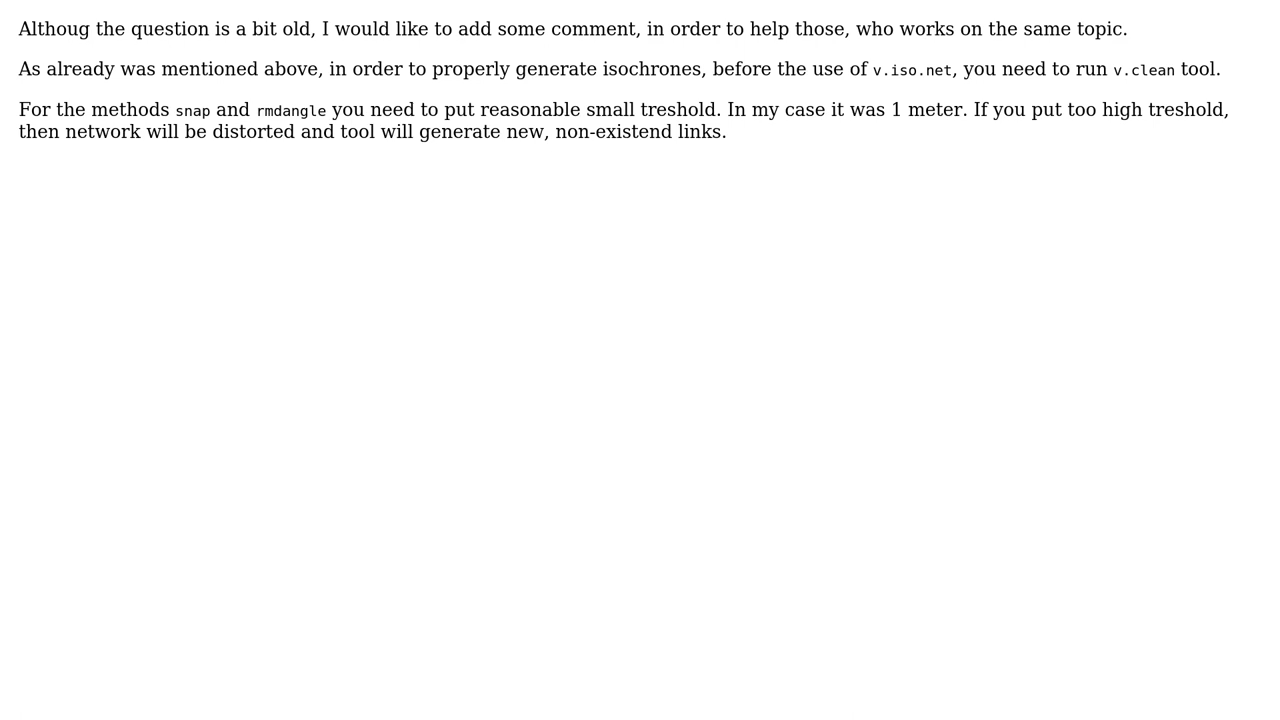 Althoug the question is a bit old, I would like to add some comment, in order to help those, who works on the same topic.
As already was mentioned above, in order to properly generate isochrones, before the use of v.iso.net, you need to run v.clean tool.
For the methods snap and rmdangle you need to put reasonable small treshold. In my case it was 1 meter. If you put too high treshold,
then network will be distorted and tool will generate new, non-existend links.